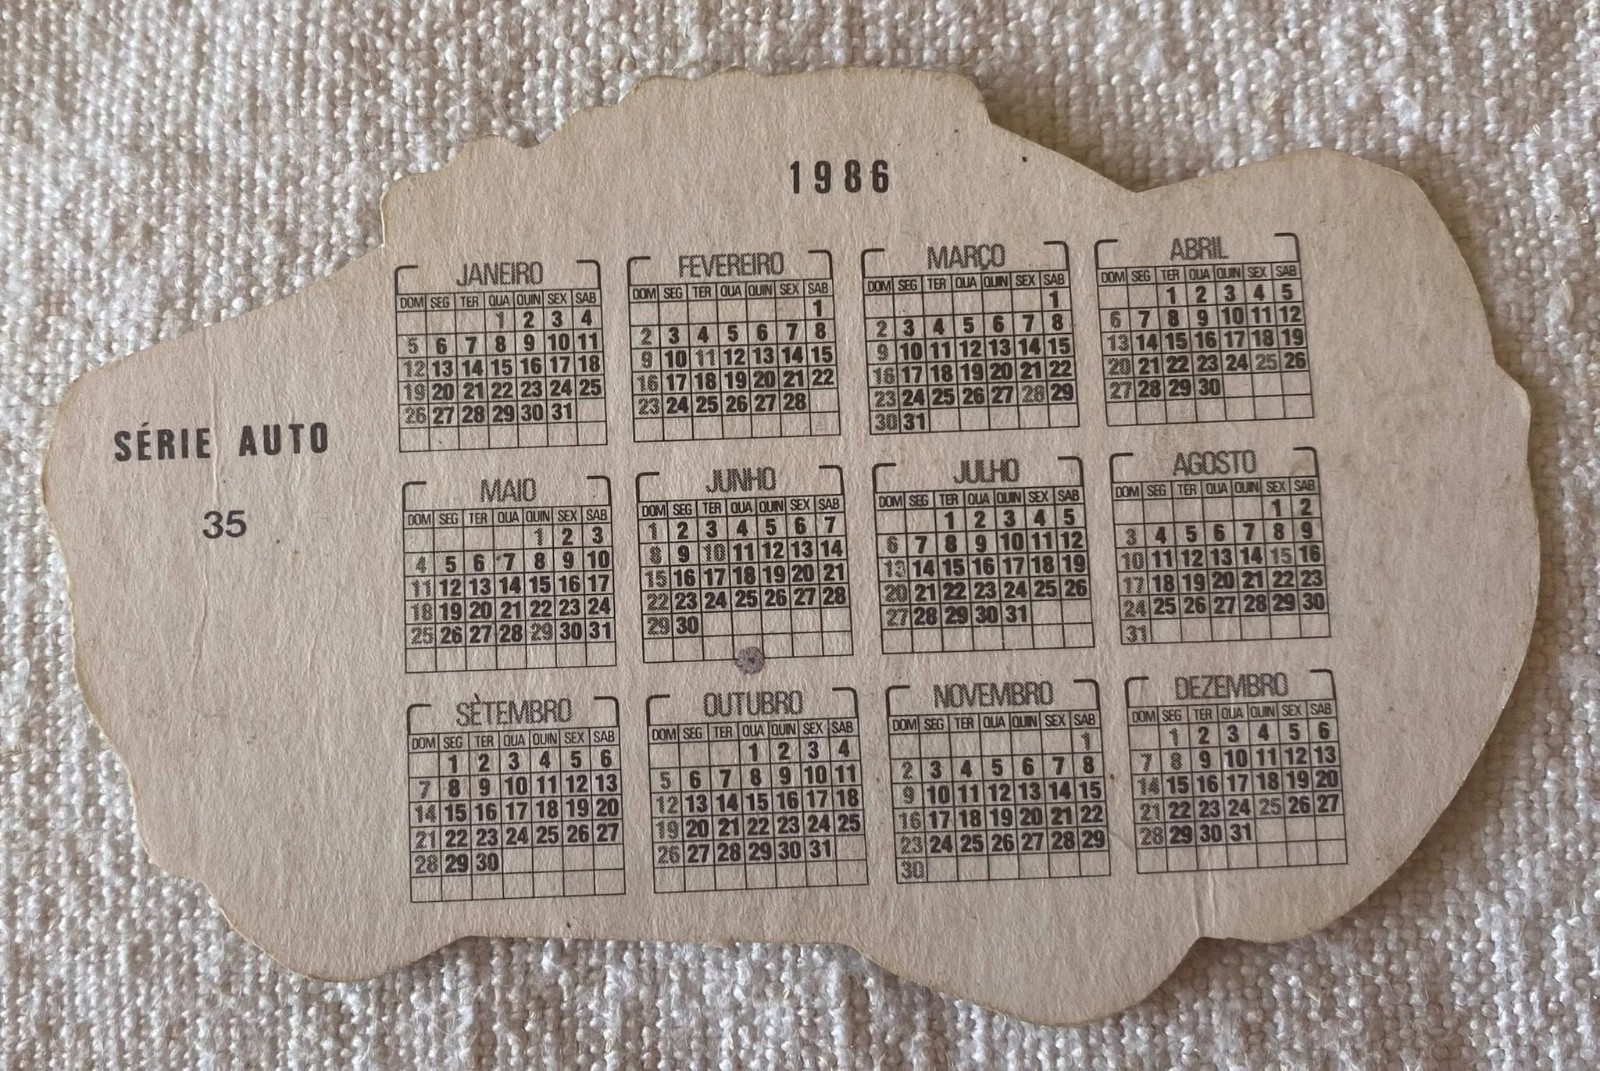 1986
SÉRIE AUTO
35
JANEIRO
DOM SEG TER QUA QUIN SEX SAB
1 2 3 4
5 6 7 8 9 10 11
12 13 14 15 16 17 18
19 20 21 22 23 24 25
26 27 28 29 30 31
FEVEREIRO
DOM SEG TER QUA QUIN SEX SAB
1
2 3 4 5 6 7 8
9 10 11 12 13 14 15
16 17 18 19 20 21 22
23 24 25 26 27 28
MARÇO
DOM SEG TER QUA QUIN SEX SAB
1
2 3 4 5 6 7 8
9 10 11 12 13 14 15
16 17 18 19 20 21 22
23 24 25 26 27 28 29
30 31
ABRIL
DOM SEG TER QUA QUIN SEX SAB
1 2 3 4 5
6 7 8 9 10 11 12
13 14 15 16 17 18 19
20 21 22 23 24 25 26
27 28 29 30
MAIO
DOM SEG TER QUA QUIN SEX SAB
1 2 3
4 5 6 7 8 9 10
11 12 13 14 15 16 17
18 19 20 21 22 23 24
25 26 27 28 29 30 31
JUNHO
DOM SEG TER QUA QUIN SEX SAB
1 2 3 4 5 6 7
8 9 10 11 12 13 14
15 16 17 18 19 20 21
22 23 24 25 26 27 28
29 30
JULHO
DOM SEG TER QUA QUIN SEX SAB
1 2 3 4 5
6 7 8 9 10 11 12
13 14 15 16 17 18 19
20 21 22 23 24 25 26
27 28 29 30 31
AGOSTO
DOM SEG TER QUA QUIN SEX SAB
1 2
3 4 5 6 7 8 9
10 11 12 13 14 15 16
17 18 19 20 21 22 23
24 25 26 27 28 29 30
31
SETEMBRO
DOM SEG TER QUA QUIN SEX SAB
1 2 3 4 5 6
7 8 9 10 11 12 13
14 15 16 17 18 19 20
21 22 23 24 25 26 27
28 29 30
OUTUBRO
DOM SEG TER QUA QUIN SEX SAB
1 2 3 4
5 6 7 8 9 10 11
12 13 14 15 16 17 18
19 20 21 22 23 24 25
26 27 28 29 30 31
NOVEMBRO
DOM SEG TER QUA QUIN SEX SAB
1
2 3 4 5 6 7 8
9 10 11 12 13 14 15
16 17 18 19 20 21 22
23 24 25 26 27 28 29
30
DEZEMBRO
DOM SEG TER QUA QUIN SEX SAB
1 2 3 4 5 6
7 8 9 10 11 12 13
14 15 16 17 18 19 20
21 22 23 24 25 26 27
28 29 30 31